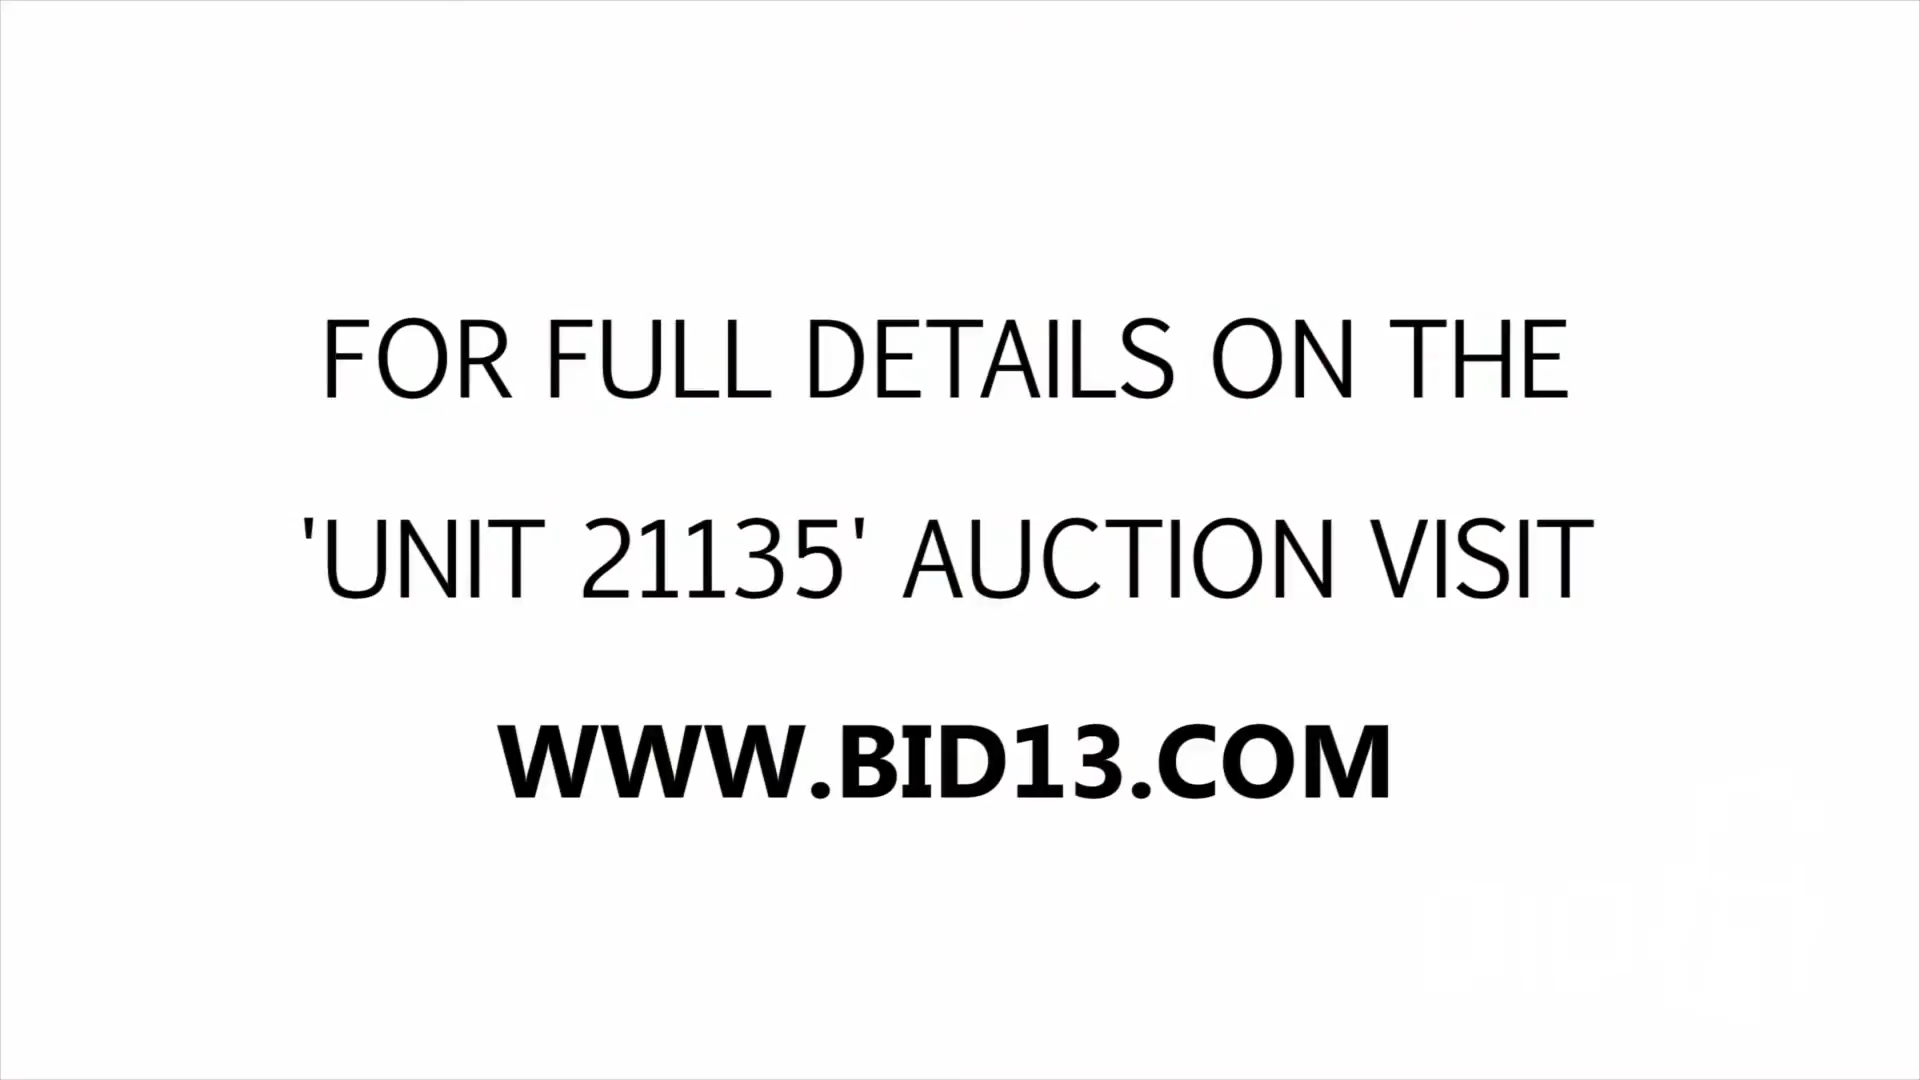 FOR FULL DETAILS ON THE
'UNIT 21135' AUCTION VISIT
WWW.BID13.COM